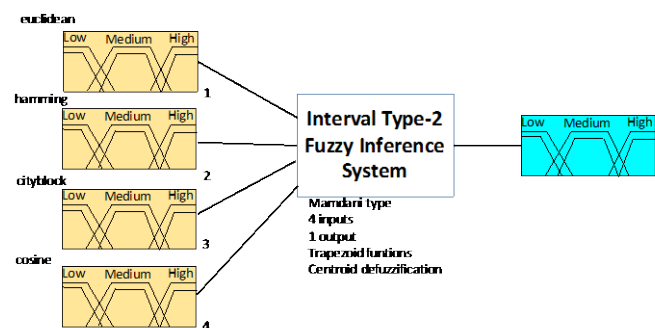 euclidean
Low Medium High
1
hamming
Low Medium High
2
cityblock
Low Medium High
3
cosine
Low Medium High
4
Interval Type-2
Fuzzy Inference
System
Mamdani type
4 inputs
1 output
Trapezoid funtions
Centroid defuzzification
Low Medium High